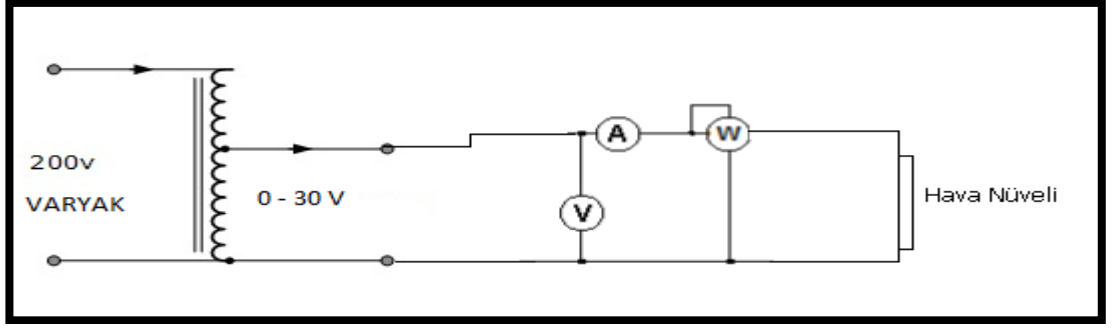 200v
VARYAK
0 - 30 V
A
W
V
Hava Nüveli